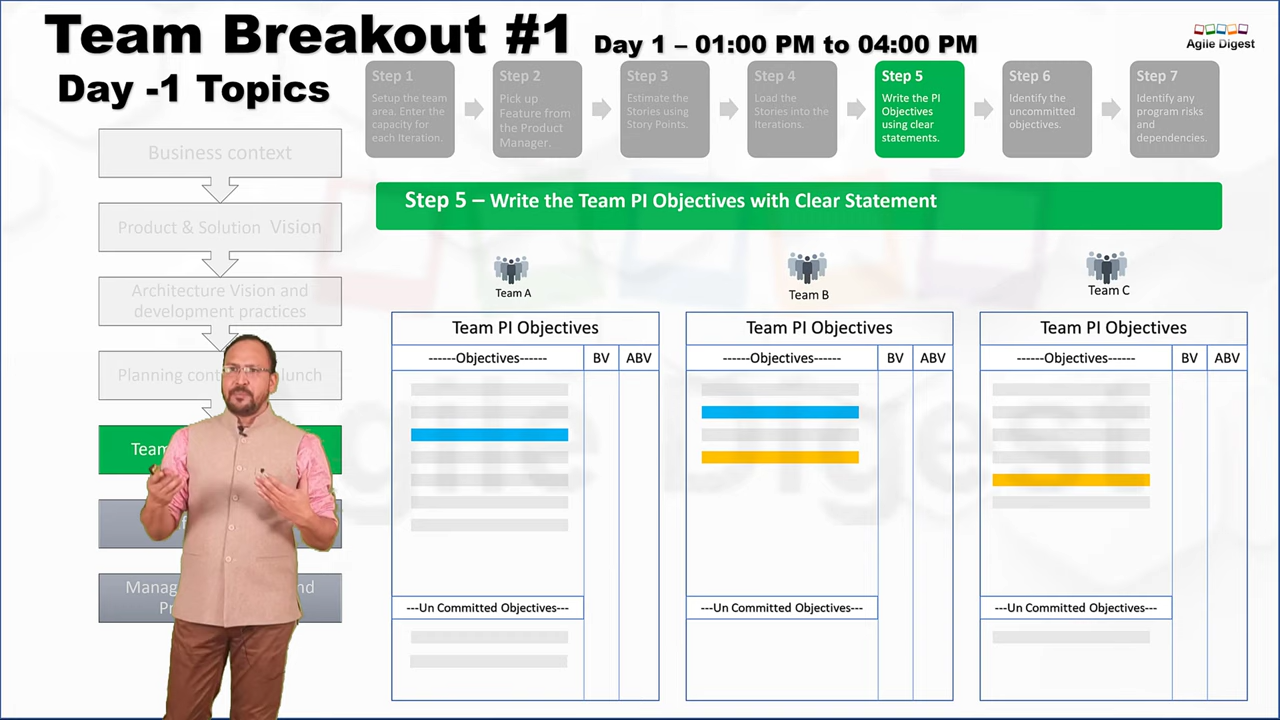 Team Breakout #1 Day 1 – 01:00 PM to 04:00 PM
Agile Digest
Day -1 Topics
Step 1
Setup the team
area. Enter the
capacity for
each Iteration.
Step 2
Pick up
Feature from
the Product
Manager.
Step 3
Estimate the
Stories using
Story Points.
Step 4
Load the
Stories into the
Iterations.
Step 5
Write the PI
Objectives
using clear
statements.
Step 6
Identify the
uncommitted
objectives.
Step 7
Identify any
program risks
and
dependencies.
Business context
Product & Solution Vision
Architecture Vision and
development practices
Planning lunch
Team
and
Step 5 – Write the Team PI Objectives with Clear Statement
Team A
Team PI Objectives
------Objectives------ BV ABV
---Un Committed Objectives---
Team B
Team PI Objectives
------Objectives------ BV ABV
---Un Committed Objectives---
Team C
Team PI Objectives
------Objectives------ BV ABV
---Un Committed Objectives---
Agile Digest